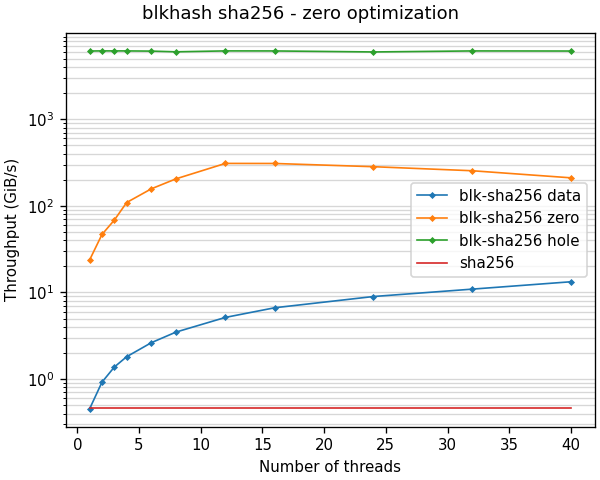 blkhash sha256 - zero optimization
Throughput (GiB/s)
10³
10²
10¹
10⁰
blk-sha256 data
blk-sha256 zero
blk-sha256 hole
sha256
0 5 10 15 20 25 30 35 40
Number of threads